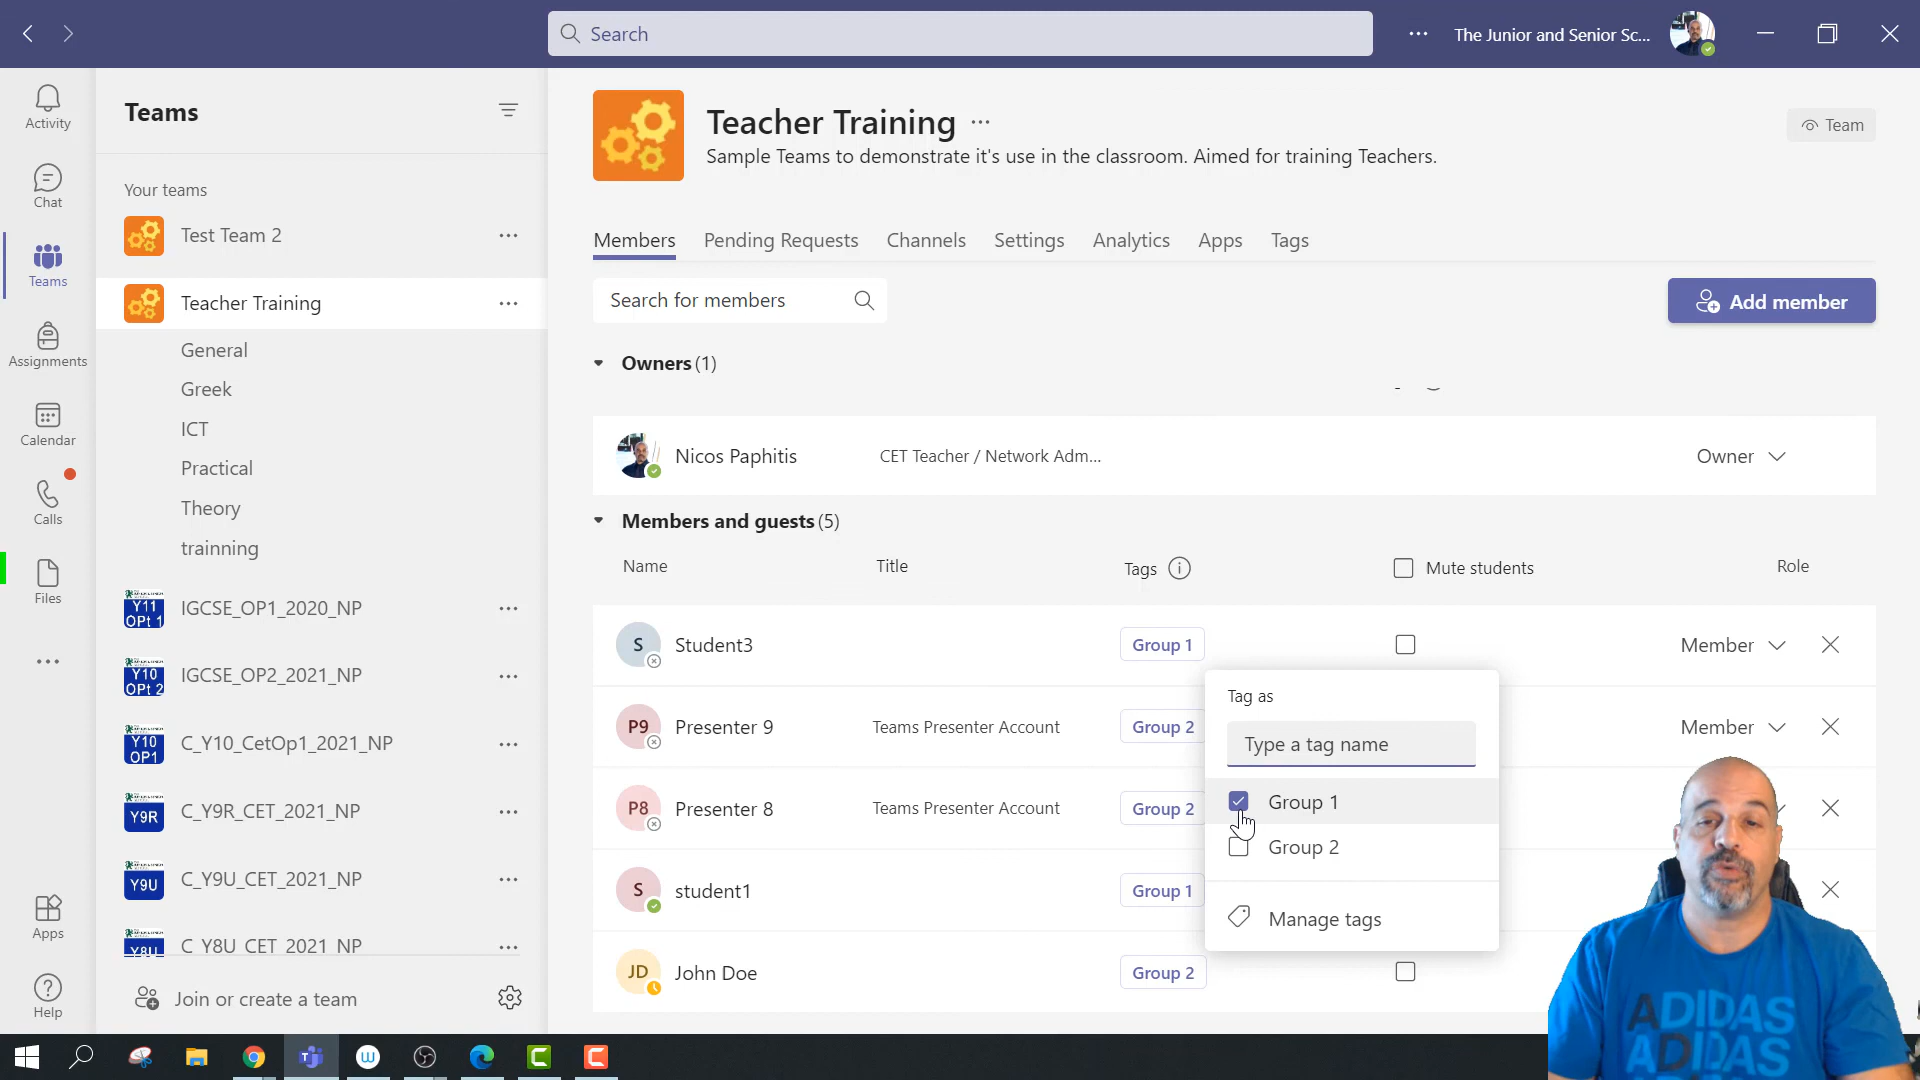 Search
The Junior and Senior Sc...
Activity
Chat
Teams
Assignments
Calendar
Calls
Files
Apps
Help
Teams
Your teams
Test Team 2
Teacher Training
General
Greek
ICT
Practical
Theory
trainning
Y11
OPt 1
IGCSE_OP1_2020_NP
Y10
OPt 2
IGCSE_OP2_2021_NP
Y10
OP1
C_Y10_CetOp1_2021_NP
Y9R
C_Y9R_CET_2021_NP
Y9U
C_Y9U_CET_2021_NP
Y8U
C_Y8U_CET_2021_NP
Join or create a team
Teacher Training
Sample Teams to demonstrate it's use in the classroom. Aimed for training Teachers.
Team
Members Pending Requests Channels Settings Analytics Apps Tags
Search for members
Add member
Owners (1)
Nicos Paphitis CET Teacher / Network Adm... Owner
Members and guests (5)
Name Title Tags Mute students Role
S Student3 Group 1 Member
P9 Presenter 9 Teams Presenter Account Group 2 Member
P8 Presenter 8 Teams Presenter Account Group 2
S student1 Group 1
JD John Doe Group 2
Tag as
Type a tag name
Group 1
Group 2
Manage tags
ADIDAS
ADIDAS